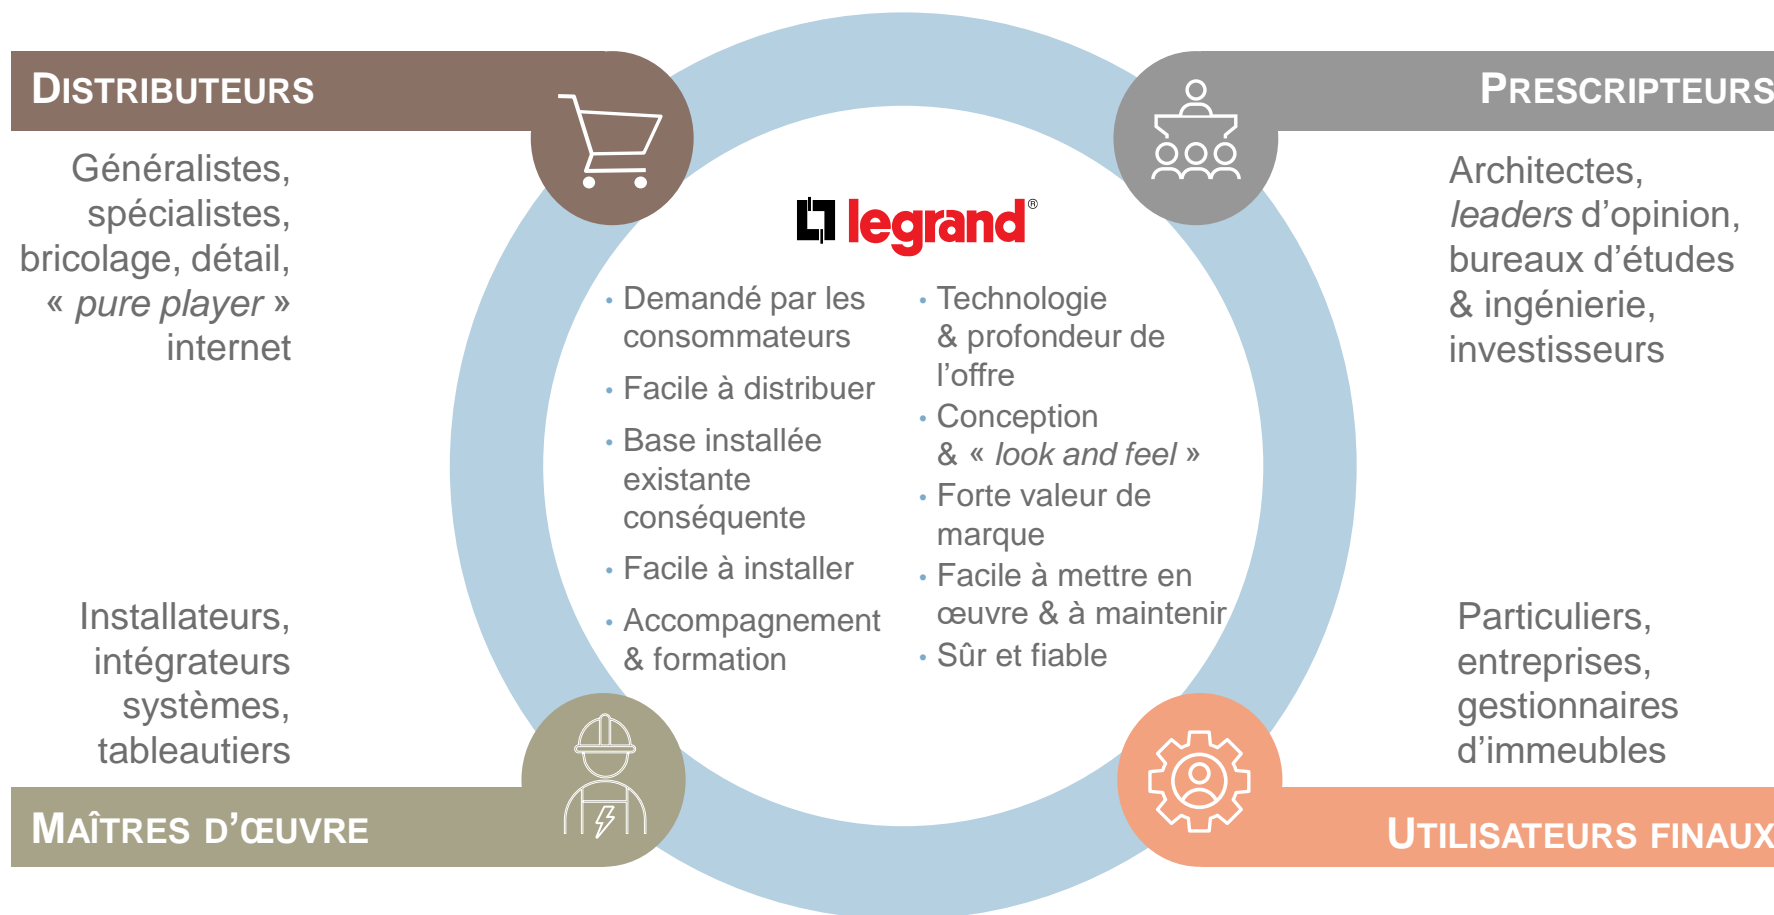 DISTRIBUTEURS
Généralistes,
spécialistes,
bricolage, détail,
« pure player »
internet
PRESCRIPTEURS
Architectes,
leaders d’opinion,
bureaux d’études
& ingénierie,
investisseurs
legrand®
• Demandé par les
consommateurs
• Facile à distribuer
• Base installée
existante
conséquente
• Facile à installer
• Accompagnement
& formation
• Technologie
& profondeur de
l’offre
• Conception
& « look and feel »
• Forte valeur de
marque
• Facile à mettre en
œuvre & à maintenir
• Sûr et fiable
Installateurs,
intégrateurs
systèmes,
tableautiers
MAÎTRES D’ŒUVRE
Particuliers,
entreprises,
gestionnaires
d’immeubles
UTILISATEURS FINAUX